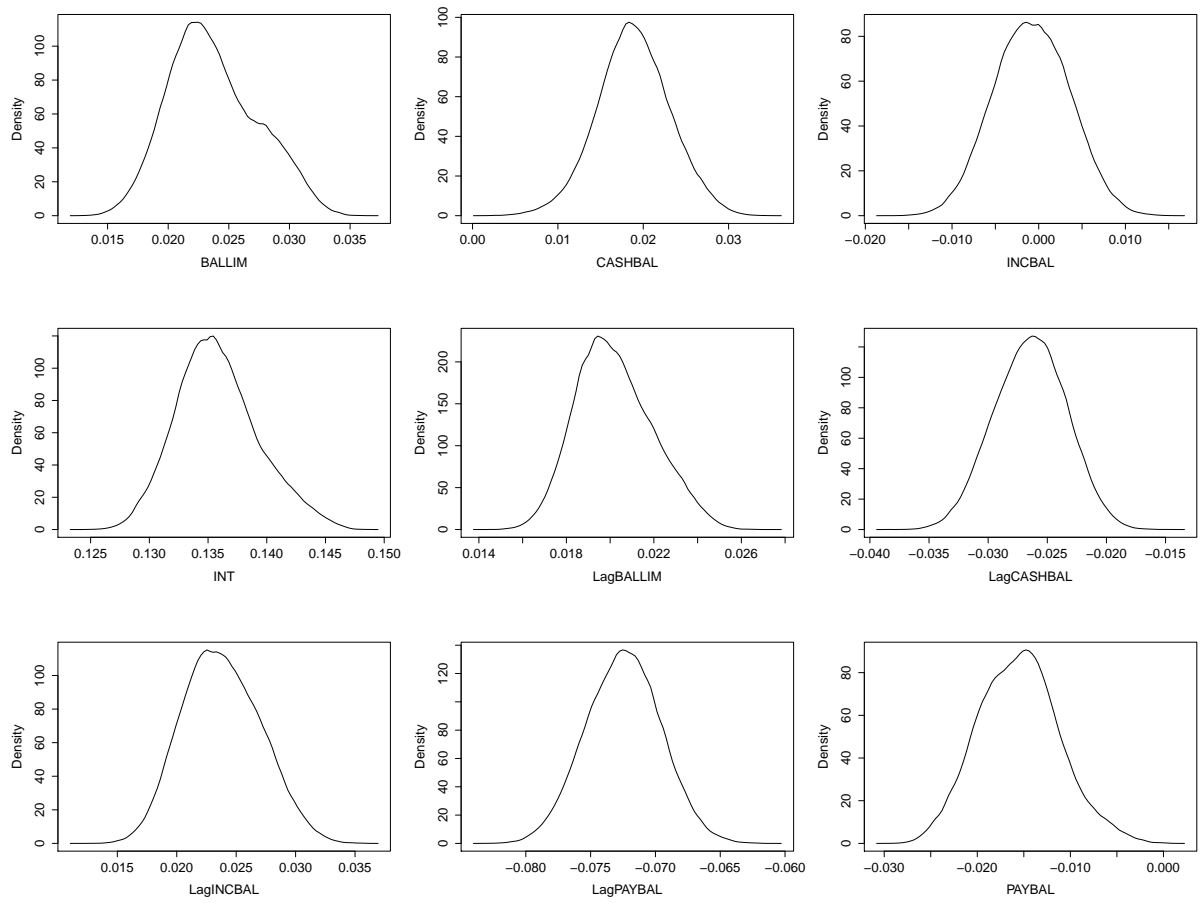 Density
0 20 40 60 80 100
0.015 0.020 0.025 0.030 0.035
BALLIM
Density
0 20 40 60 80 100
0.00 0.01 0.02 0.03
CASHBAL
Density
0 20 40 60 80
−0.020 −0.010 0.000 0.010
INCBAL
Density
0 20 40 60 80 100
0.125 0.130 0.135 0.140 0.145 0.150
INT
Density
0 50 100 150 200
0.014 0.018 0.022 0.026
LagBALLIM
Density
0 20 40 60 80 100
−0.040 −0.035 −0.030 −0.025 −0.020 −0.015
LagCASHBAL
Density
0 20 40 60 80 100
0.015 0.020 0.025 0.030 0.035
LagINCBAL
Density
0 20 40 60 80 120
−0.080 −0.075 −0.070 −0.065 −0.060
LagPAYBAL
Density
0 20 40 60 80
−0.030 −0.020 −0.010 0.000
PAYBAL